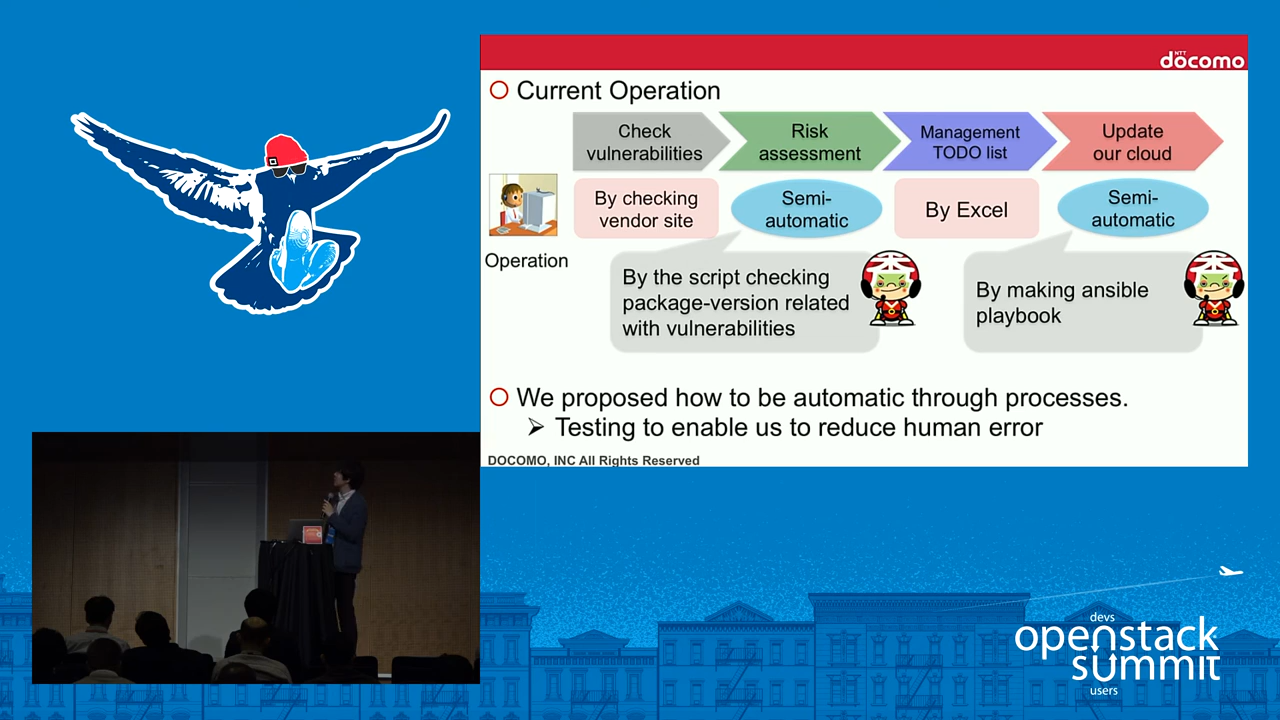 NTT
döcomo
Current Operation
Check
vulnerabilities
Risk
assessment
Management
TODO list
Update
our cloud
By checking
vendor site
Semi-
automatic
By Excel
Semi-
automatic
Operation
By the script checking
package-version related
with vulnerabilities
By making ansible
playbook
We proposed how to be automatic through processes.
Testing to enable us to reduce human error
DOCOMO, INC All Rights Reserved
devs
openstack
summit
users